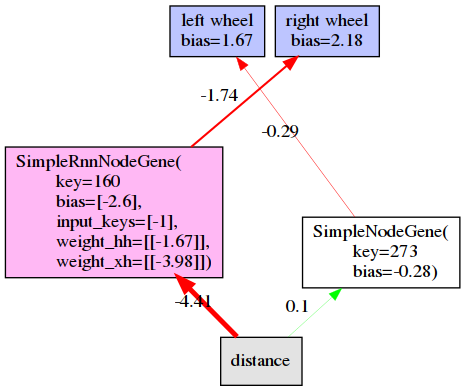 left wheel
bias=1.67
right wheel
bias=2.18
-1.74
-0.29
SimpleRnnNodeGene(
key=160
bias=[-2.6],
input_keys=[-1],
weight_hh=[[-1.67]],
weight_xh=[[-3.98]])
SimpleNodeGene(
key=273
bias=-0.28)
-4.41
0.1
distance